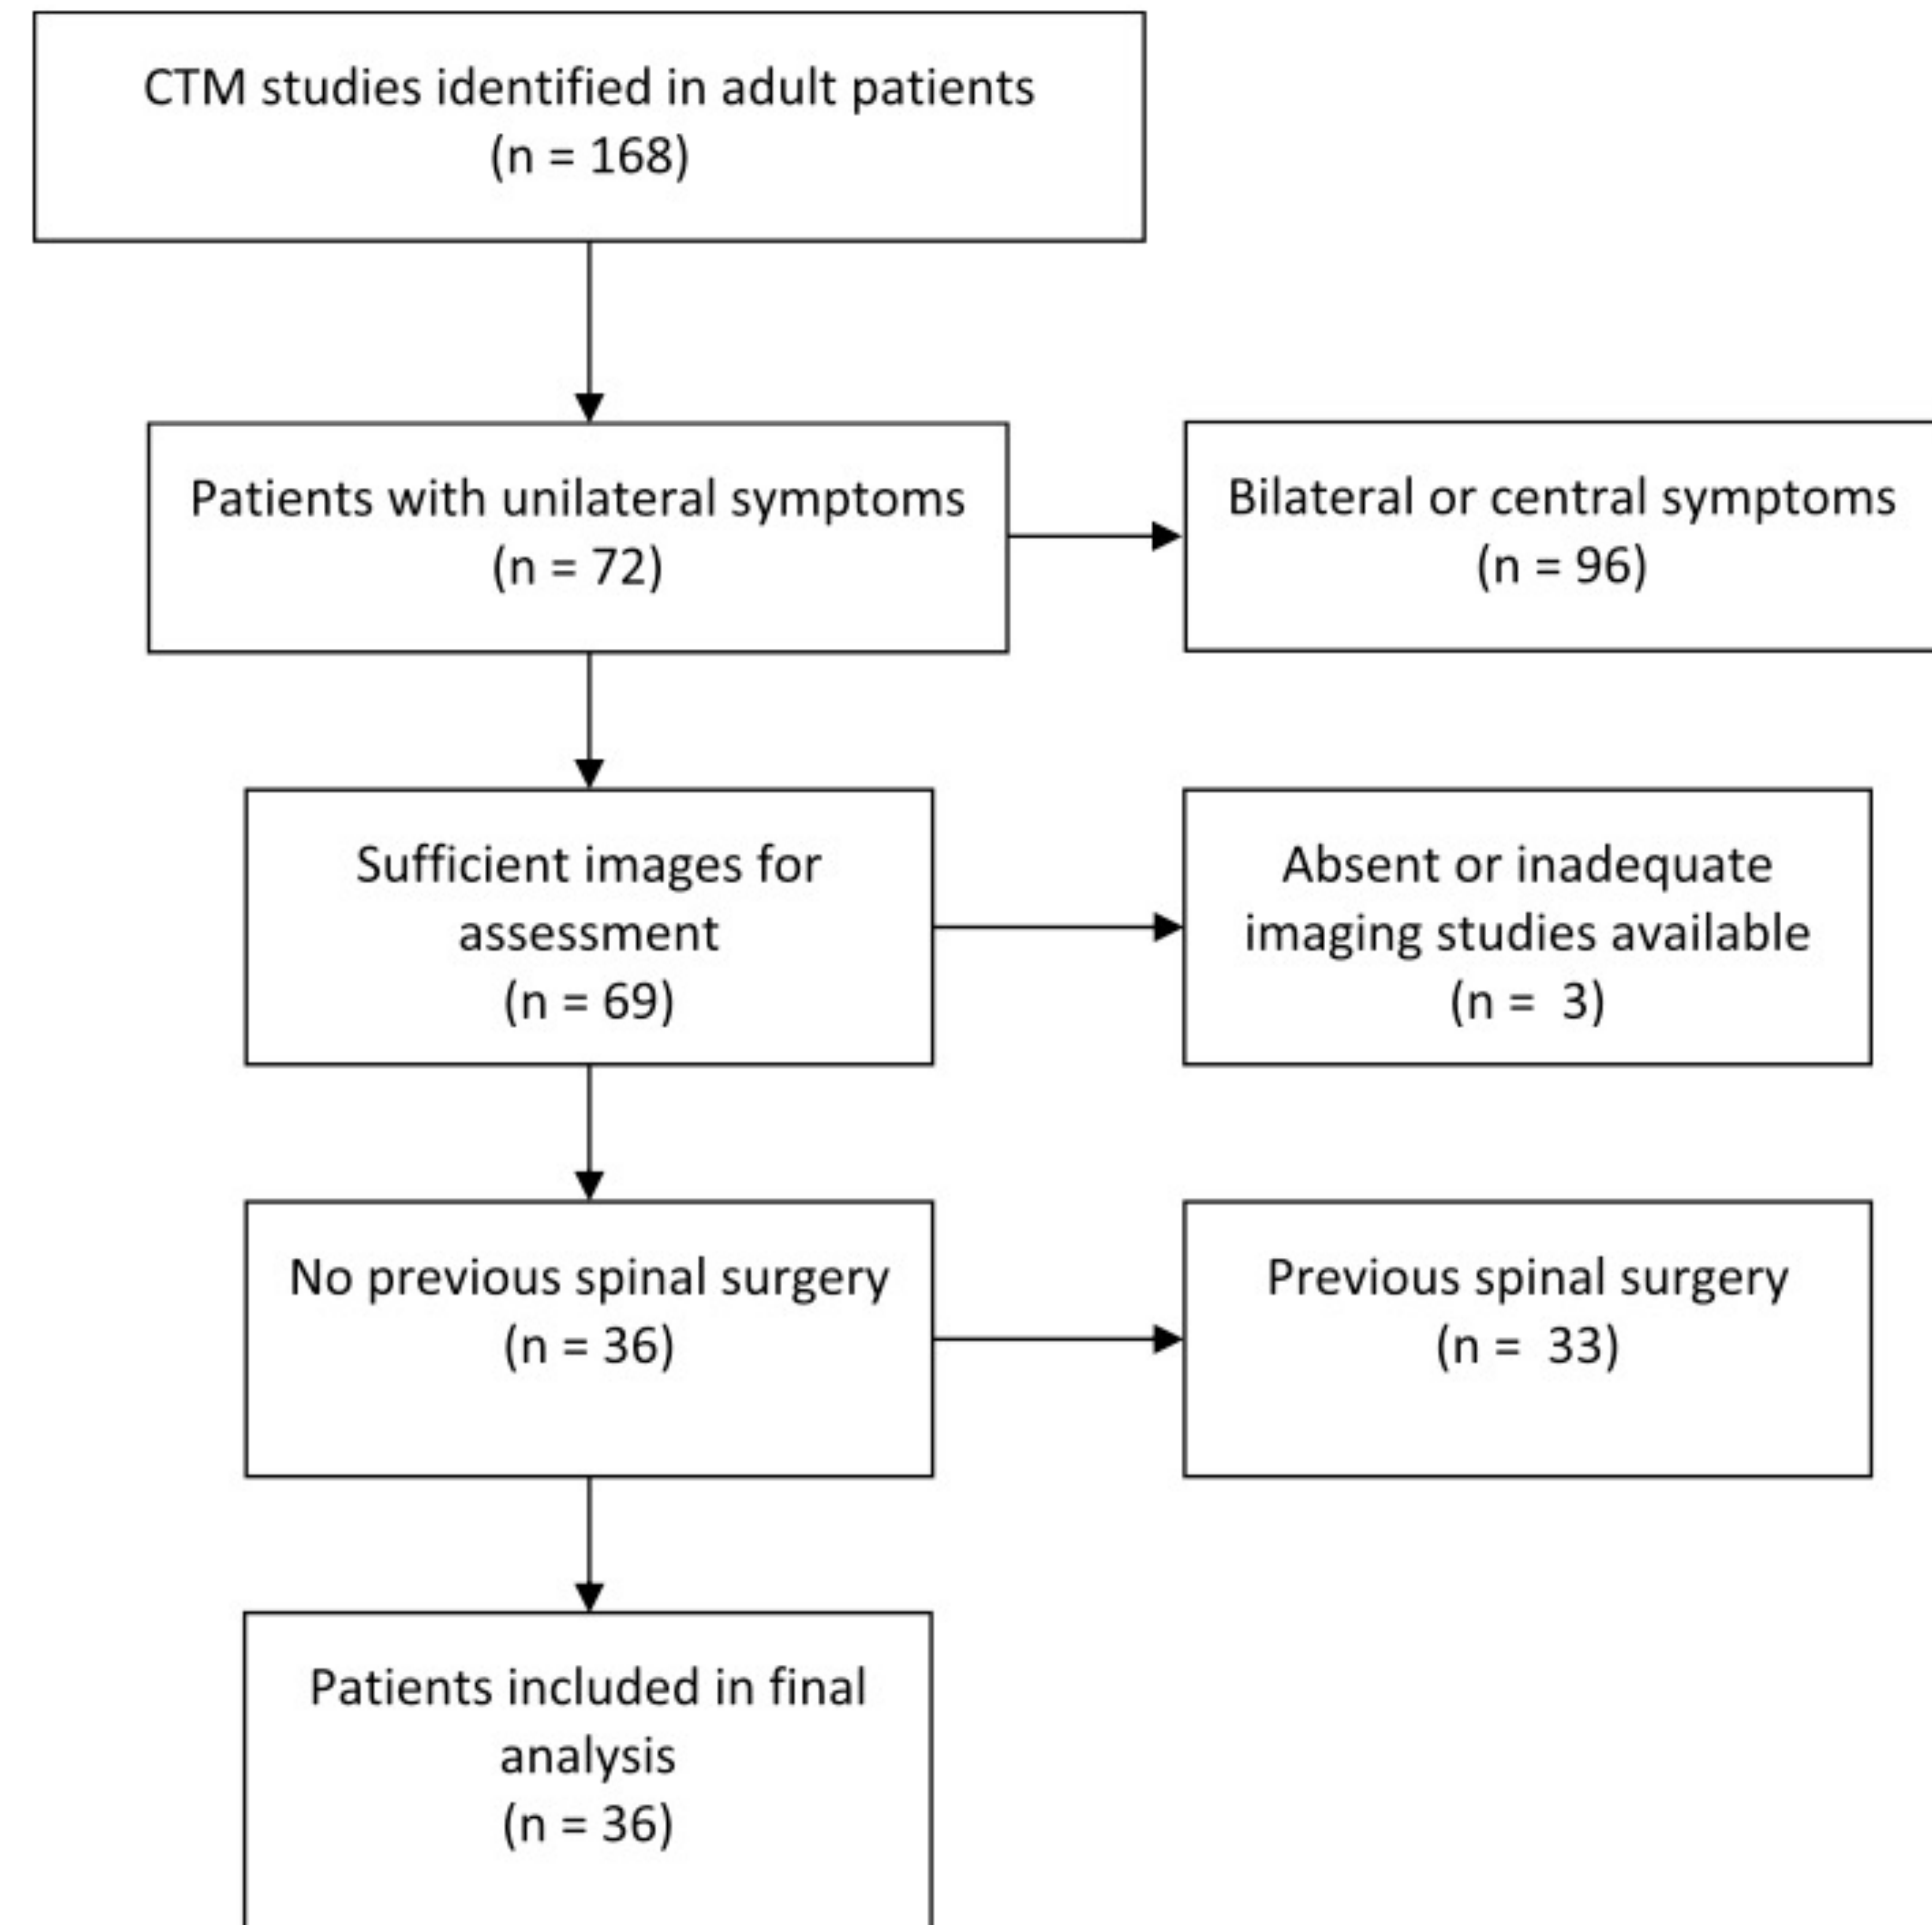 CTM studies identified in adult patients
(n = 168)
Patients with unilateral symptoms
(n = 72)
Bilateral or central symptoms
(n = 96)
Sufficient images for
assessment
(n = 69)
Absent or inadequate
imaging studies available
(n =  3)
No previous spinal surgery
(n = 36)
Previous spinal surgery
(n =  33)
Patients included in final
analysis
(n = 36)